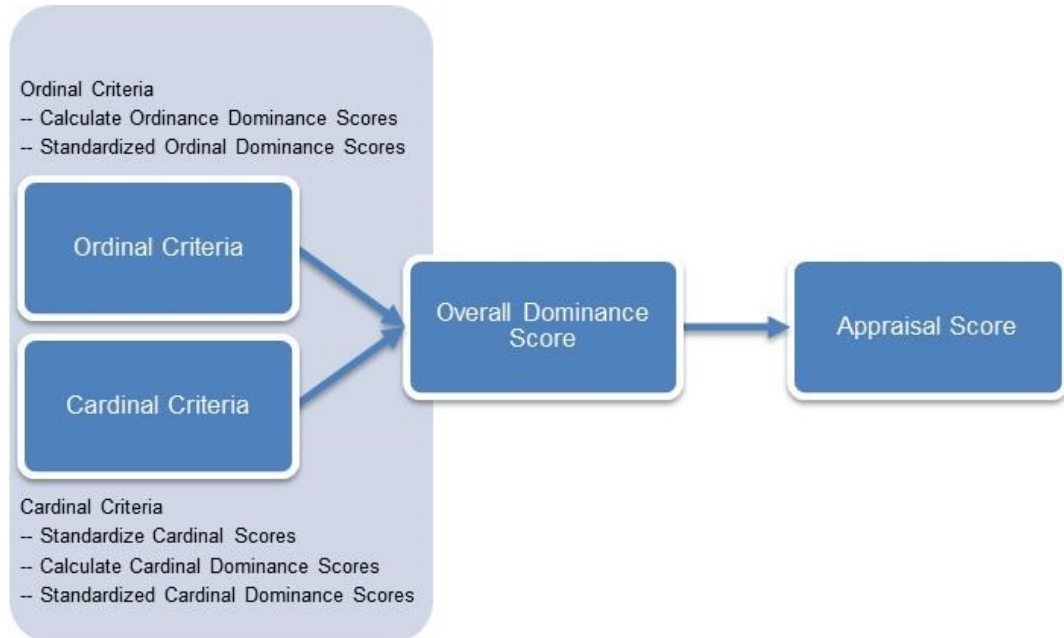 Ordinal Criteria
-- Calculate Ordinance Dominance Scores
-- Standardized Ordinal Dominance Scores
Ordinal Criteria
Cardinal Criteria
Overall Dominance
Score
Appraisal Score
Cardinal Criteria
-- Standardize Cardinal Scores
-- Calculate Cardinal Dominance Scores
-- Standardized Cardinal Dominance Scores